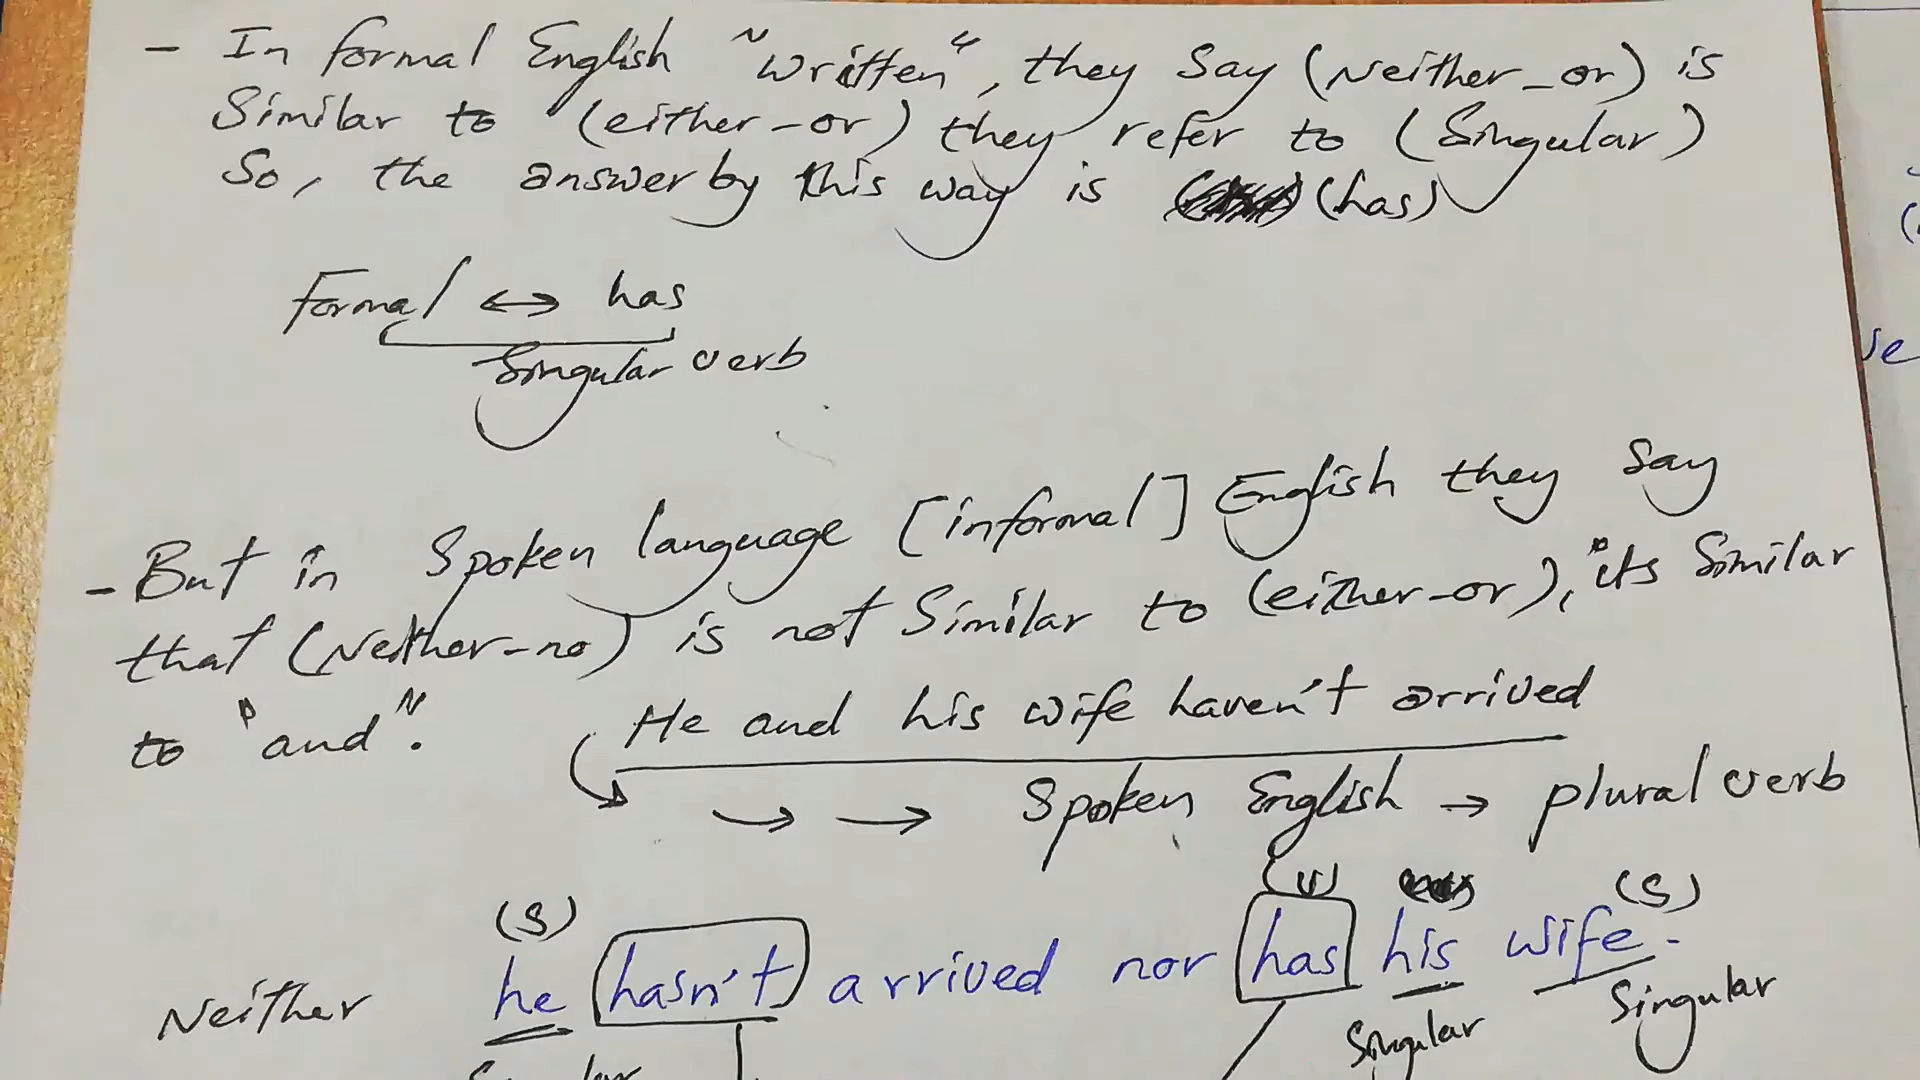 - In formal English "written", they say (Neither_or) is
Similar to (either-or) they refer to (Singular)
So, the answer by this way is (has)
Formal ↔ has
Singular verb
- But in Spoken language [informal] English they say
that (Neither-no) is not Similar to (either-or), "its Similar
to "and".
He and his wife haven't arrived
→ → Spoken English → plural verb
(S) (v) (S)
Neither he hasn't arrived nor has his wife.
Singular Singular